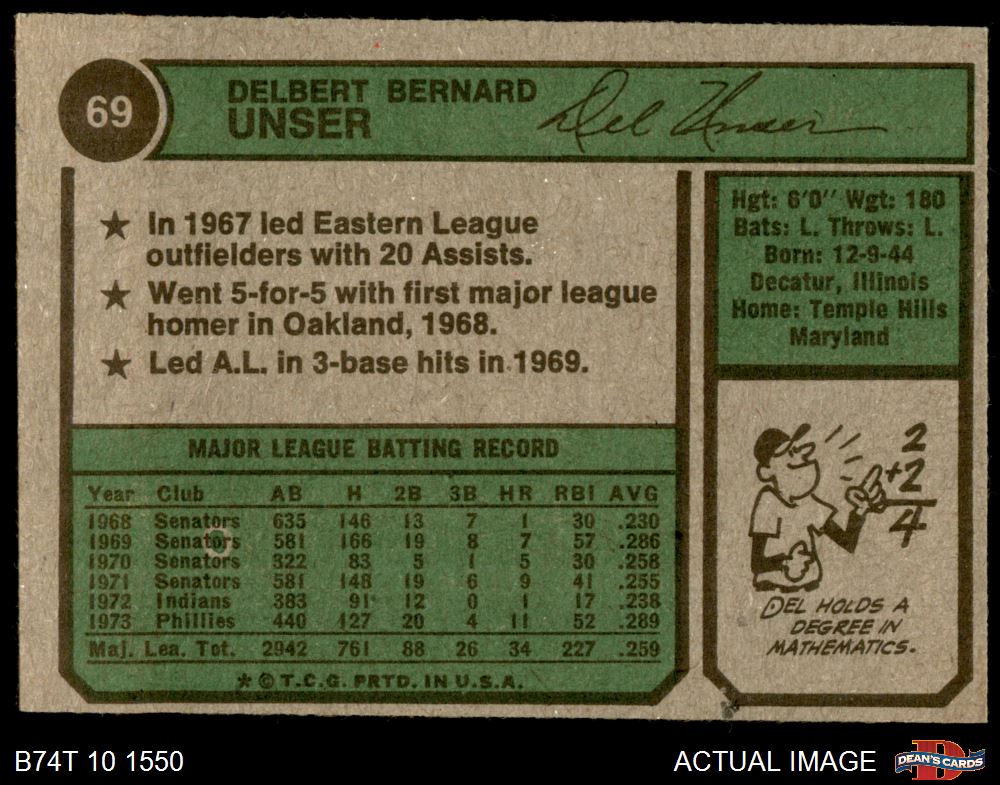 69
DELBERT BERNARD
UNSER
Del Unser
★ In 1967 led Eastern League
outfielders with 20 Assists.
★ Went 5-for-5 with first major league
homer in Oakland, 1968.
★ Led A.L. in 3-base hits in 1969.
Hgt: 6'0'' Wgt: 180
Bats: L. Throws: L.
Born: 12-9-44
Decatur, Illinois
Home: Temple Hills
Maryland
MAJOR LEAGUE BATTING RECORD
Year Club AB H 2B 3B HR RBI AVG
1968 Senators 635 146 13 7 1 30 .230
1969 Senators 581 166 19 8 7 57 .286
1970 Senators 322 83 5 1 5 30 .258
1971 Senators 581 148 19 6 9 41 .255
1972 Indians 383 91 12 0 1 17 .238
1973 Phillies 440 127 20 4 11 52 .289
Maj. Lea. Tot. 2942 761 88 26 34 227 .259
* © T.C.G. PRTD. IN U.S.A.
2
+2
4
DEL HOLDS A
DEGREE IN
MATHEMATICS.
B74T 10 1550
ACTUAL IMAGE
D
DEAN'S CARDS